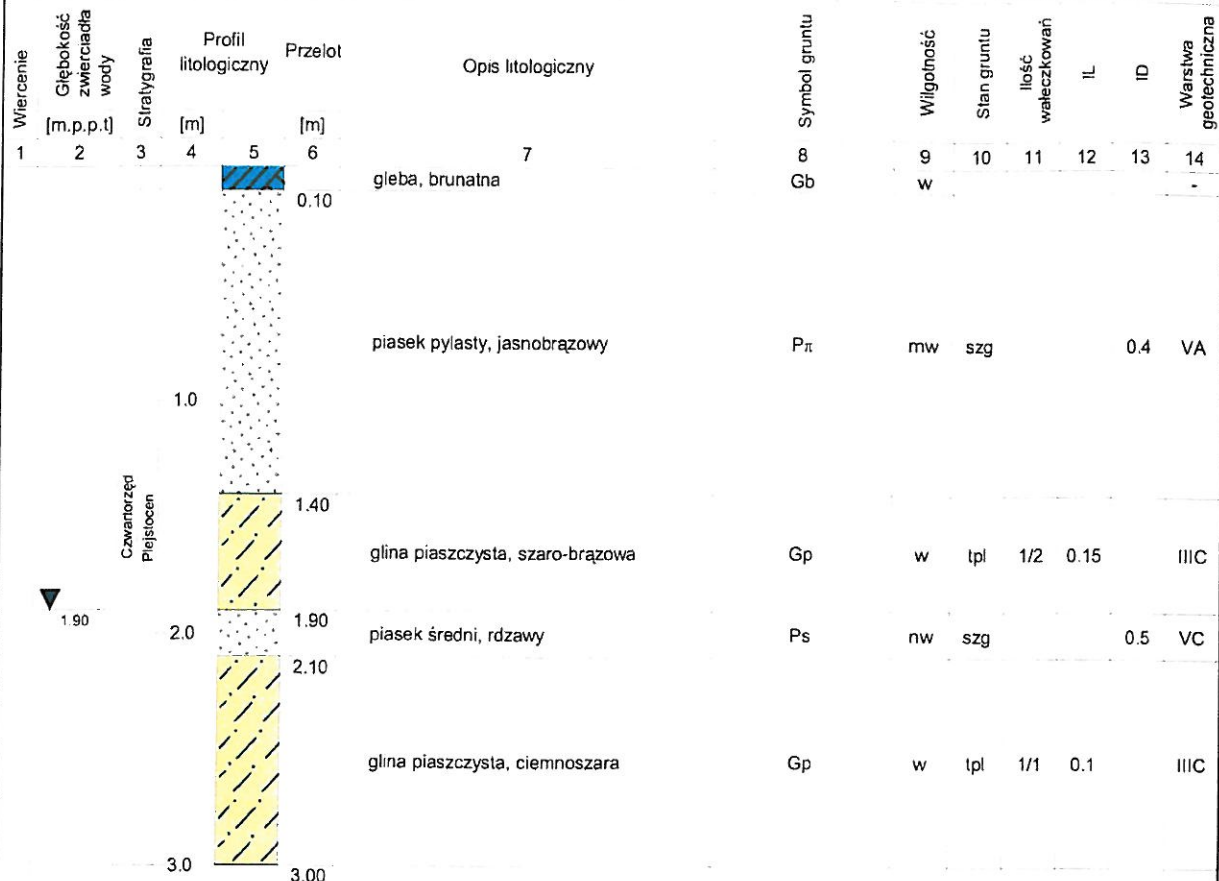 Wiercenie
Głębokość zwierciadła wody
[m.p.p.t]
Stratygrafia
Profil litologiczny
[m]
Przelot
[m]
Opis litologiczny
Symbol gruntu
Wilgotność
Stan gruntu
Ilość wałeczkowań
IL
ID
Warstwa geotechniczna
1 2 3 4 5 6 7 8 9 10 11 12 13 14
gleba, brunatna Gb w -
0.10
piasek pylasty, jasnobrązowy Pπ mw szg 0.4 VA
1.0
Czwartorzęd
Plejstocen
1.40
glina piaszczysta, szaro-brązowa Gp w tpl 1/2 0.15 IIIC
1.90 1.90
2.0 piasek średni, rdzawy Ps nw szg 0.5 VC
2.10
glina piaszczysta, ciemnoszara Gp w tpl 1/1 0.1 IIIC
3.0
3.00